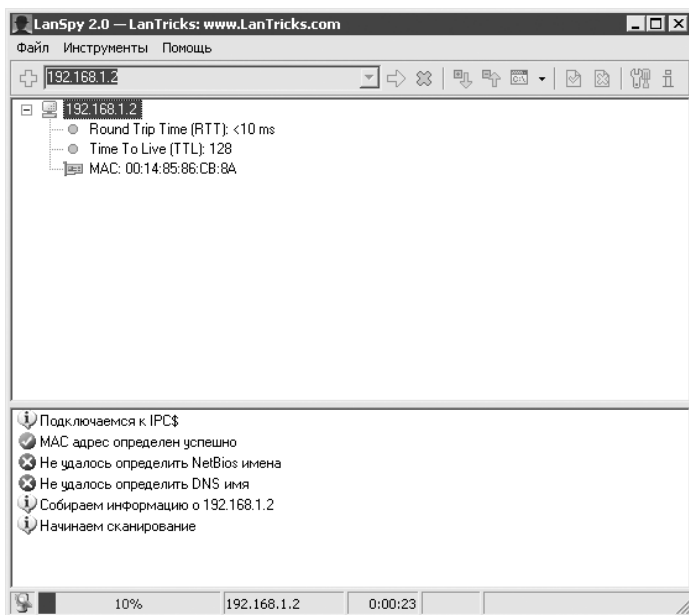 LanSpy 2.0 — LanTricks: www.LanTricks.com
Файл Инструменты Помощь
192.168.1.2
C:\
192.168.1.2
Round Trip Time (RTT): <10 ms
Time To Live (TTL): 128
MAC: 00:14:85:86:CB:8A
Подключаемся к IPC$
MAC адрес определен успешно
Не удалось определить NetBios имена
Не удалось определить DNS имя
Собираем информацию о 192.168.1.2
Начинаем сканирование
10% 192.168.1.2 0:00:23